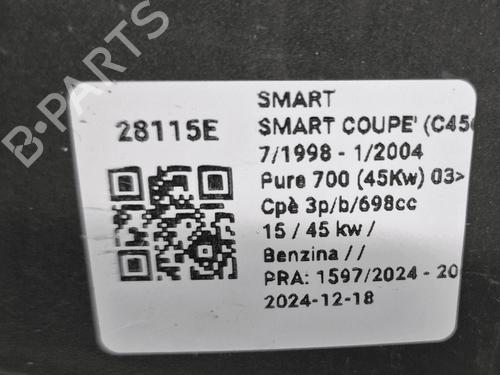 B-PARTS
28115E
SMART
SMART COUPE' (C45
7/1998 - 1/2004
Pure 700 (45Kw) 03>
Cpè 3p/b/698cc
15 / 45 kw /
Benzina / /
PRA: 1597/2024 - 20
2024-12-18